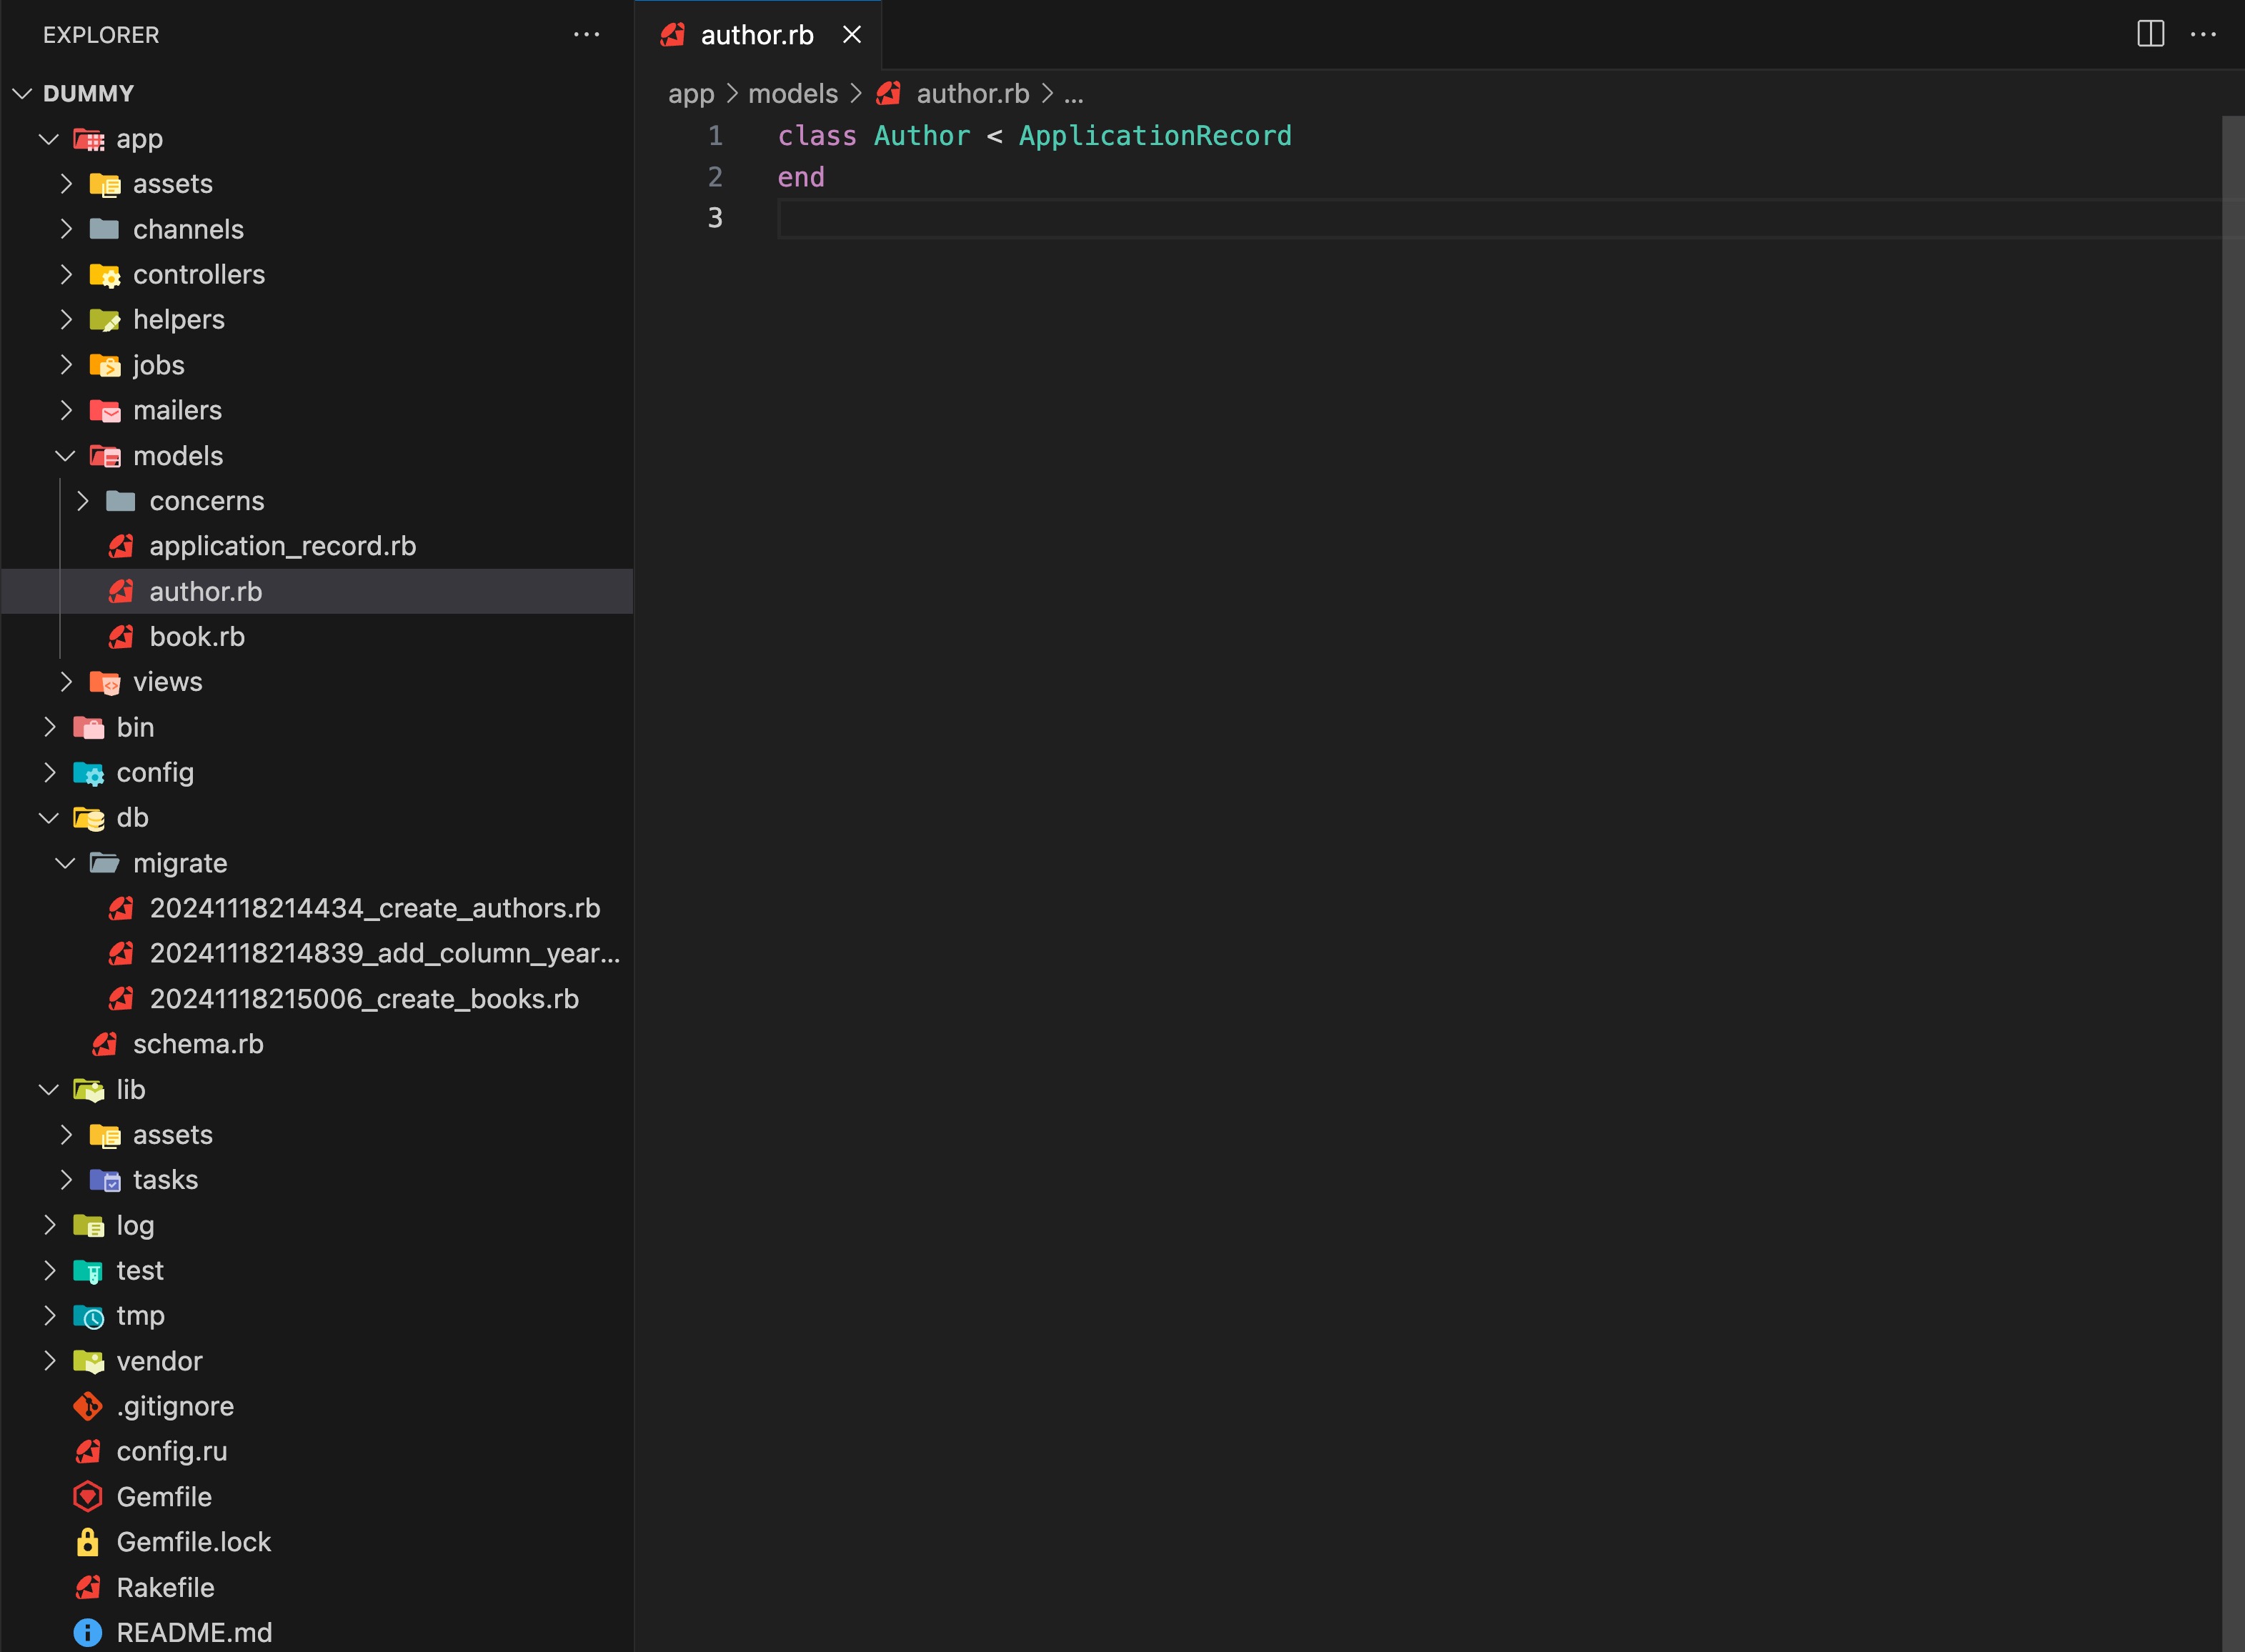 EXPLORER
DUMMY
app
assets
channels
controllers
helpers
jobs
mailers
models
concerns
application_record.rb
author.rb
book.rb
views
bin
config
db
migrate
20241118214434_create_authors.rb
20241118214839_add_column_year...
20241118215006_create_books.rb
schema.rb
lib
assets
tasks
log
test
tmp
vendor
.gitignore
config.ru
Gemfile
Gemfile.lock
Rakefile
README.md
author.rb
app > models > author.rb > ...
1 class Author < ApplicationRecord
2 end
3